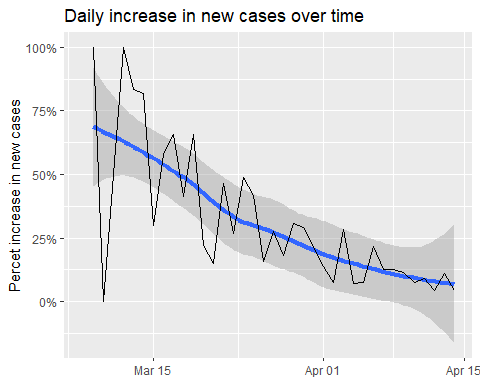 Daily increase in new cases over time
Percet increase in new cases
100%
75%
50%
25%
0%
Mar 15
Apr 01
Apr 15